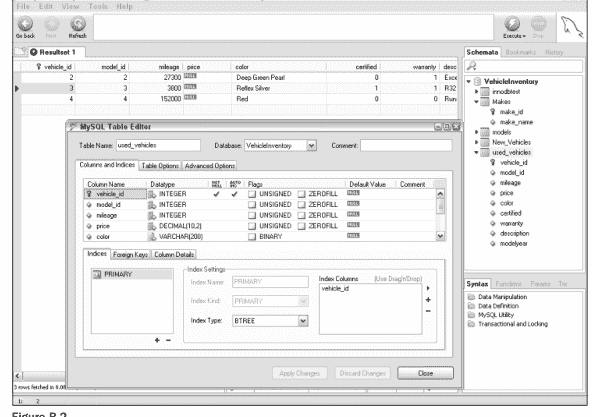 File Edit View Tools Help
Go back Next Refresh Execute Stop
Resultset 1
vehicle_id model_id mileage price color certified warranty desc
2 2 27300 NULL Deep Green Pearl 0 1 Exce
3 3 3800 NULL Reflex Silver 1 1 R32
4 4 152000 NULL Red 0 0 Runs
Schemata Bookmarks History
VehicleInventory
innodbtest
Makes
make_id
make_name
models
New_Vehicles
used_vehicles
vehicle_id
model_id
mileage
price
color
certified
warranty
description
modelyear
MySQL Table Editor
Table Name: used_vehicles Database: VehicleInventory Comment:
Columns and Indices Table Options Advanced Options
Column Name Datatype NOT NULL AUTO INC Flags Default Value Comment
vehicle_id INTEGER UNSIGNED ZEROFILL NULL
model_id INTEGER UNSIGNED ZEROFILL NULL
mileage INTEGER UNSIGNED ZEROFILL NULL
price DECIMAL(10,2) UNSIGNED ZEROFILL NULL
color VARCHAR(200) BINARY NULL
Indices Foreign Keys Column Details
PRIMARY
Index Settings
Index Name: PRIMARY
Index Kind: PRIMARY
Index Type: BTREE
Index Columns (Use Drag'n'Drop)
vehicle_id
Apply Changes Discard Changes Close
Syntax Functions Params Trx
Data Manipulation
Data Definition
MySQL Utility
Transactional and Locking
3 rows fetched in 0.00
1: 2
Figure B.2